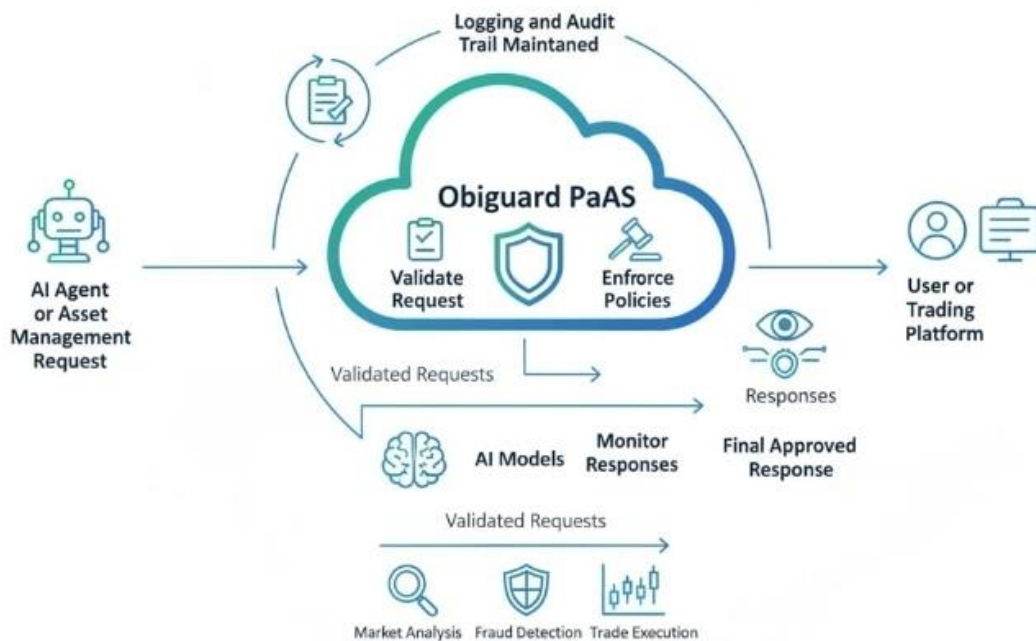 Logging and Audit
Trail Maintaned
Obiguard PaAS
Validate
Request
Enfrorce
Policies
AI Agent
or Asset
Management
Request
User or
Trading
Platform
Validated Requests
Responses
AI Models
Monitor
Responses
Final Approved
Response
Validated Requests
Market Analysis
Fraud Detection
Trade Execution